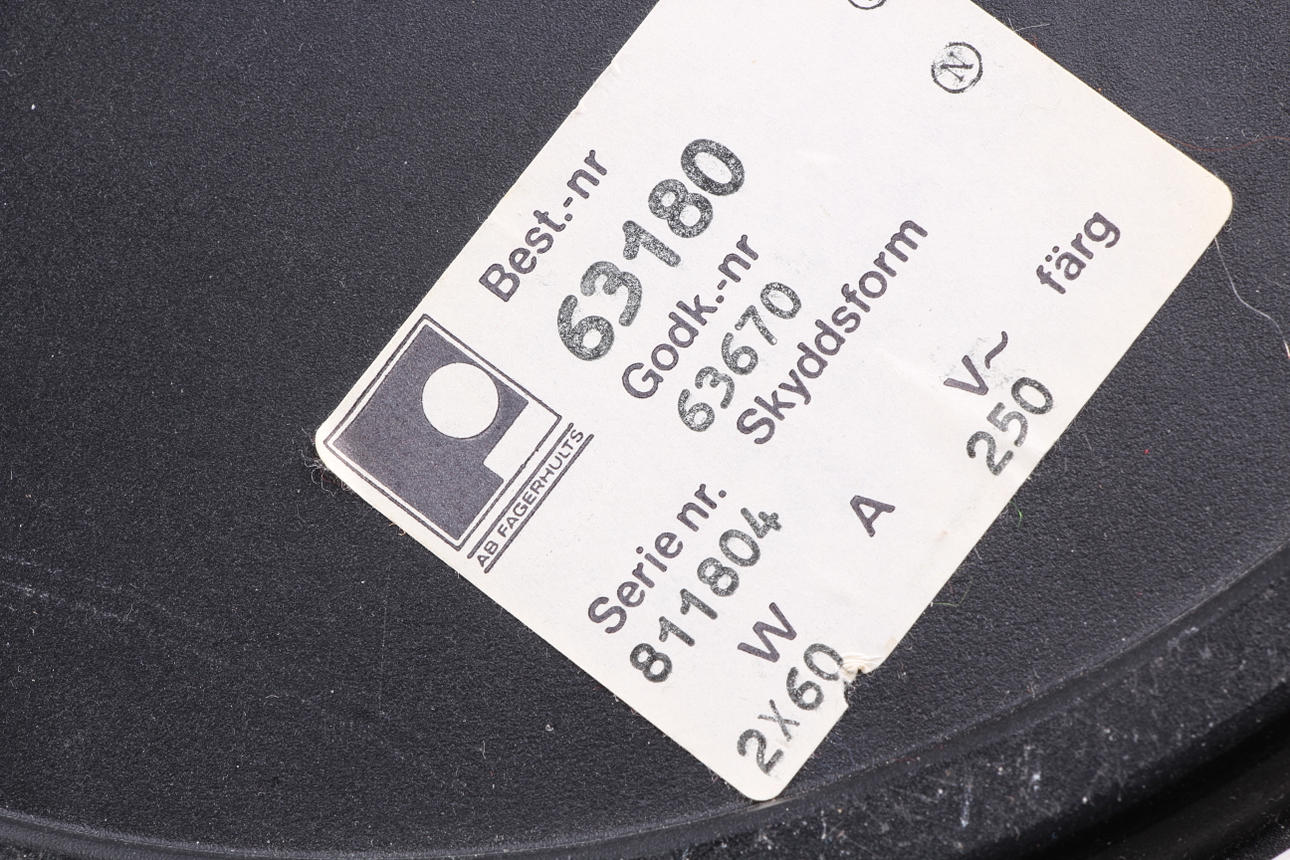 AB FAGERHULTS
Best.-nr
63180
Godk.-nr
63670
Skyddsform
N
Serie nr.
811804
W
2X60
A
V~
250
färg